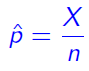 p̂ = X/n